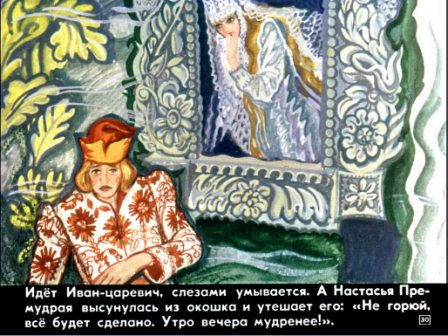 Идёт Иван-царевич, слезами умывается. А Настасья Пре-
мудрая высунулась из окошка и утешает его: «Не горюй,
всё будет сделано. Утро вечера мудренее!».
30